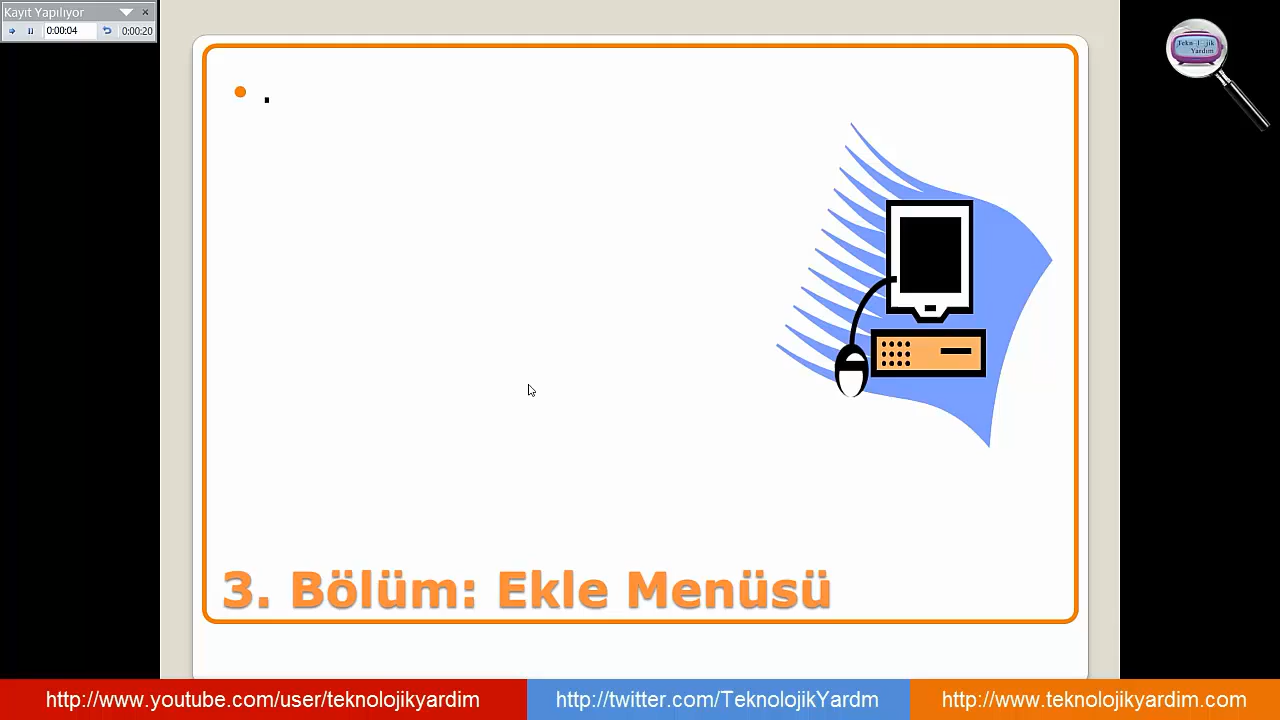 Kayıt Yapılıyor
0:00:04 0:00:20
Yardım
.
3. Bölüm: Ekle Menüsü
http://www.youtube.com/user/teknolojikyardim
http://twitter.com/TeknolojikYardm
http://www.teknolojikyardim.com